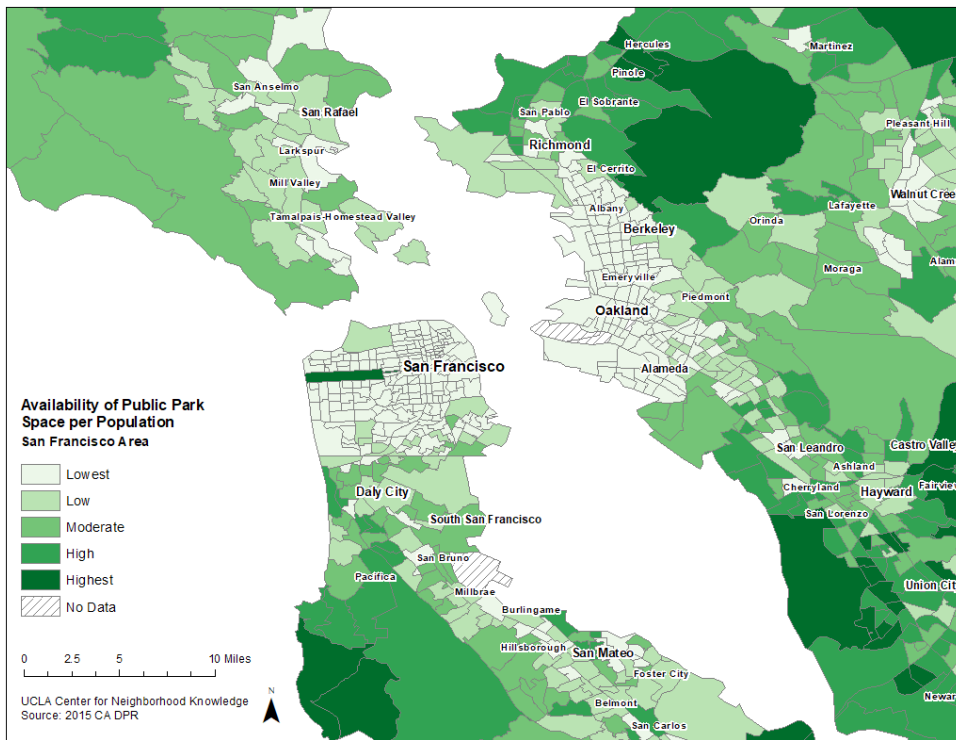 Hercules
Martinez
Pinole
San Anselmo
El Sobrante
San Rafael
San Pablo
Pleasant Hill
Richmond
Larkspur
El Cerrito
Mill Valley
Walnut Cree
Albany
Lafayette
Tamalpais-Homestead Valley
Orinda
Berkeley
Alam
Moraga
Emeryville
Piedmont
Oakland
San Francisco
Alameda
Availability of Public Park
Space per Population
San Francisco Area
Lowest
Low
Moderate
High
Highest
No Data
San Leandro
Castro Valley
Ashland
Cherryland
Hayward
Fairview
San Lorenzo
Daly City
South San Francisco
San Bruno
Pacifica
Union Cit
Millbrae
Burlingame
Hillsborough
San Mateo
Foster City
Newar
Belmont
San Carlos
0 2.5 5 10 Miles
UCLA Center for Neighborhood Knowledge
Source: 2015 CA DPR
N